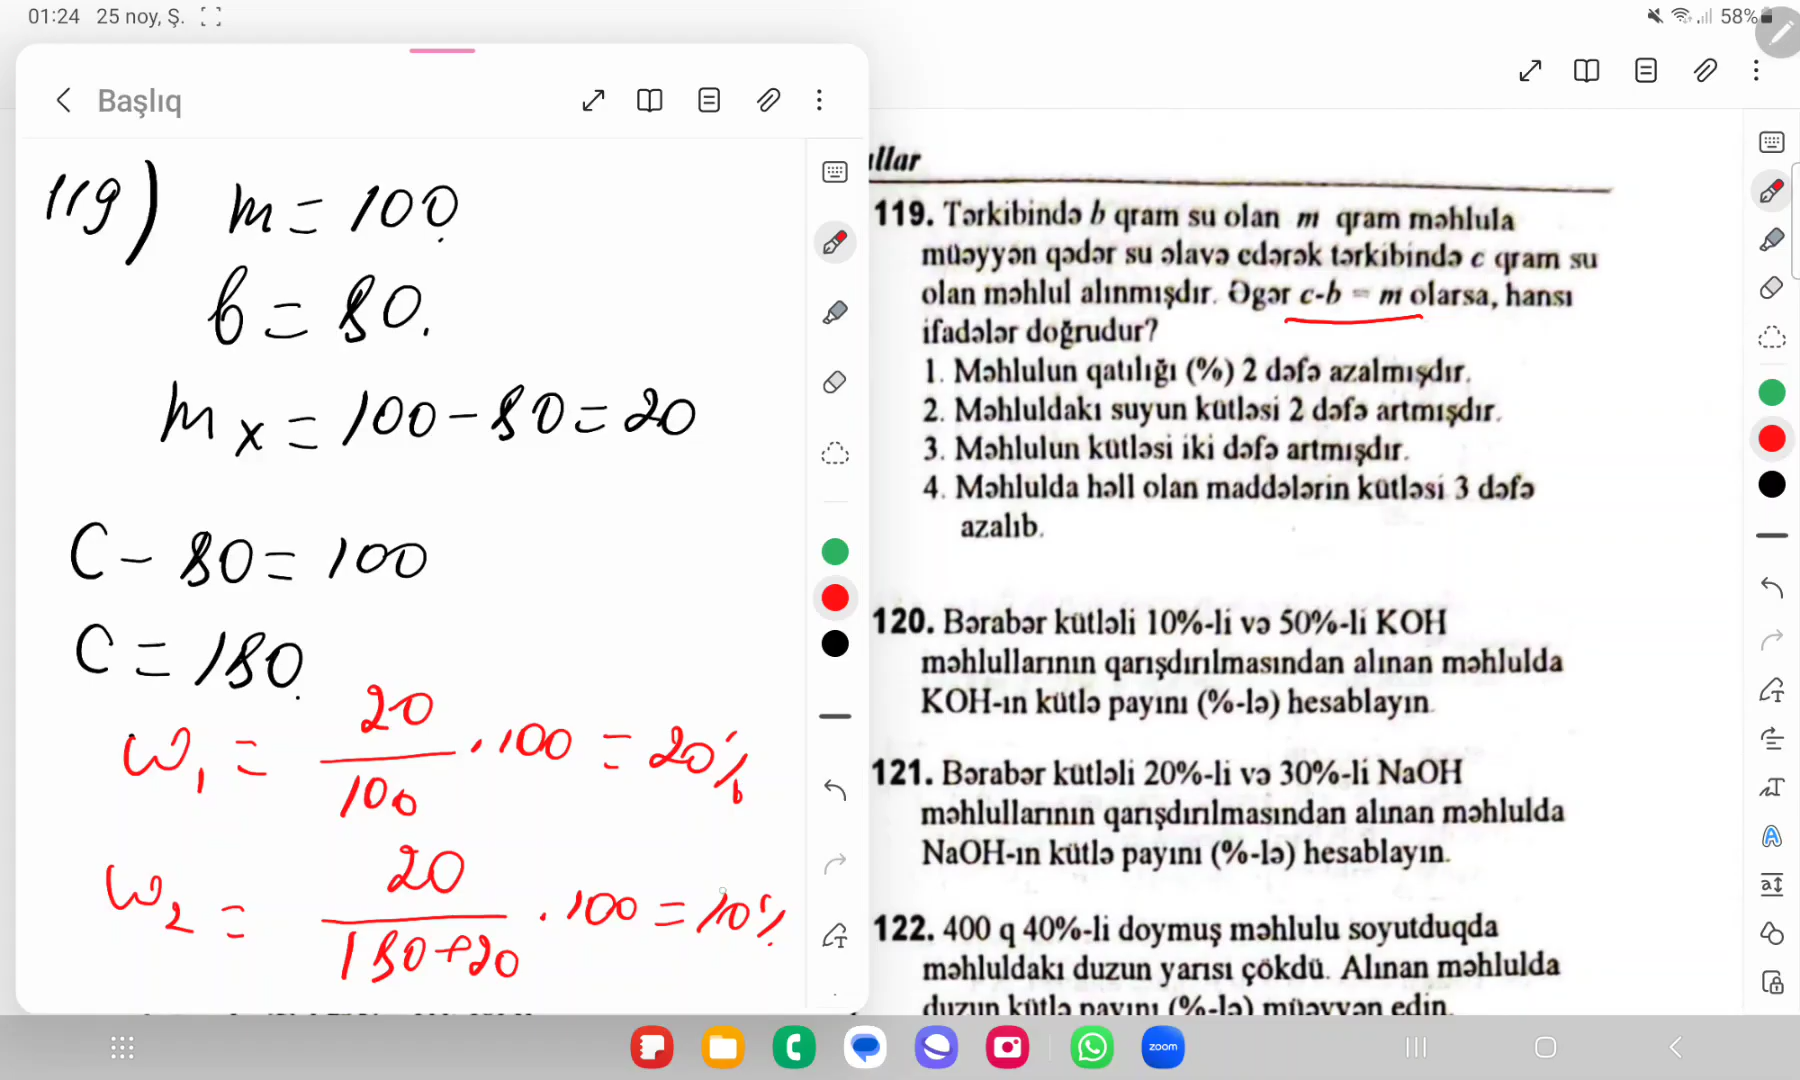 01:24 25 noy, Ş.
58%
Başlıq
119)
m = 100.
b = 80.
mx = 100 - 80 = 20
C - 80 = 100
C = 180.
ω1 = 20/100 . 100 = 20%
ω2 = 20/180+20 . 100 = 10%
llar
119. Tərkibində b qram su olan m qram məhlula
müəyyən qədər su əlavə edərək tərkibində c qram su
olan məhlul alınmışdır. Əgər c-b = m olarsa, hansı
ifadələr doğrudur?
1. Məhlulun qatılığı (%) 2 dəfə azalmışdır.
2. Məhluldakı suyun kütləsi 2 dəfə artmışdır.
3. Məhlulun kütləsi iki dəfə artmışdır.
4. Məhlulda həll olan maddələrin kütləsi 3 dəfə
azalıb.
120. Bərabər kütləli 10%-li və 50%-li KOH
məhlullarının qarışdırılmasından alınan məhlulda
KOH-ın kütlə payını (%-lə) hesablayın.
121. Bərabər kütləli 20%-li və 30%-li NaOH
məhlullarının qarışdırılmasından alınan məhlulda
NaOH-ın kütlə payını (%-lə) hesablayın.
122. 400 q 40%-li doymuş məhlulu soyutduqda
məhluldakı duzun yarısı çökdü. Alınan məhlulda
duzun kütlə payını (%-lə) müəyyən edin.
zoom